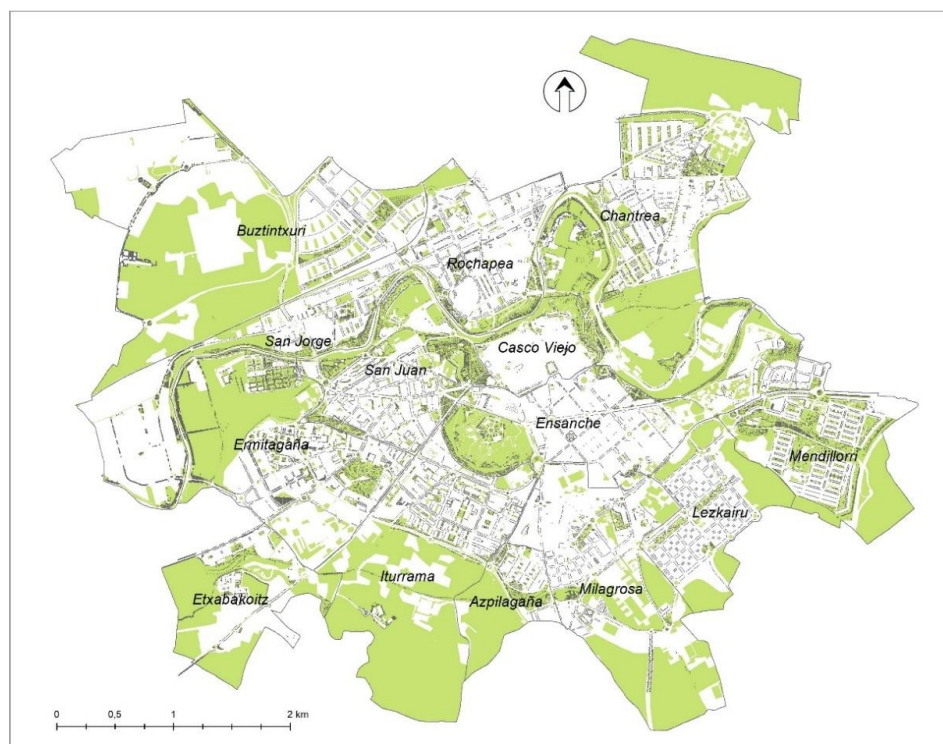 Chantrea
Buztintxuri
Rochapea
San Jorge
Casco Viejo
San Juan
Ensanche
Ermitagaña
Mendillorri
Lezkairu
Iturrama
Milagrosa
Etxabakoitz
Azpilagaña
0 0,5 1 2 km